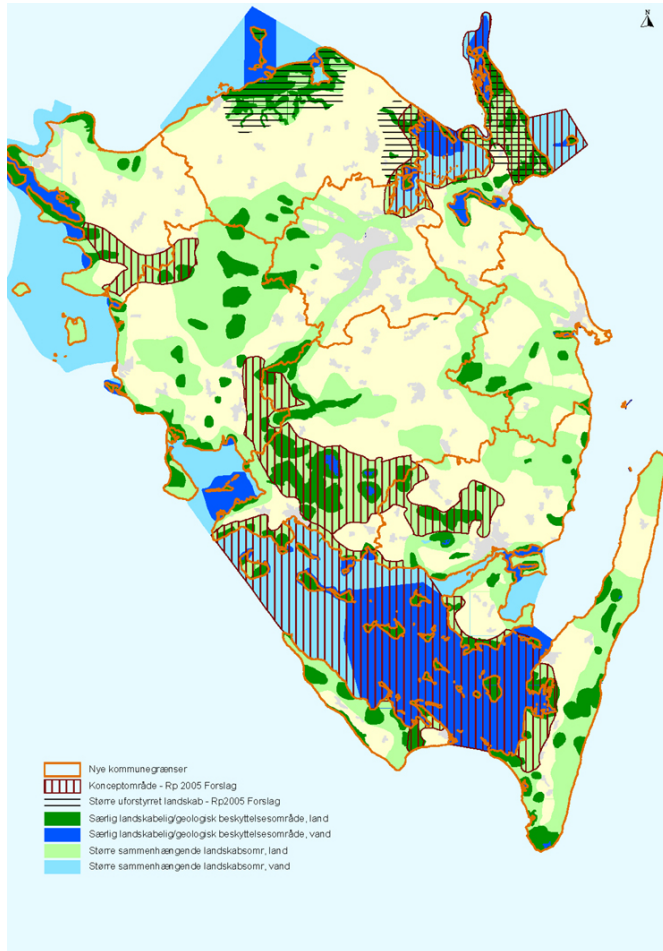 N
Nye kommunegrænser
Konceptområde - Rp 2005 Forslag
Større uforstyrret landskab - Rp2005 Forslag
Særlig landskabelig/geologisk beskyttelsesområde, land
Særlig landskabelig/geologisk beskyttelsesområde, vand
Større sammenhængende landskabsomr, land
Større sammenhængende landskabsomr, vand